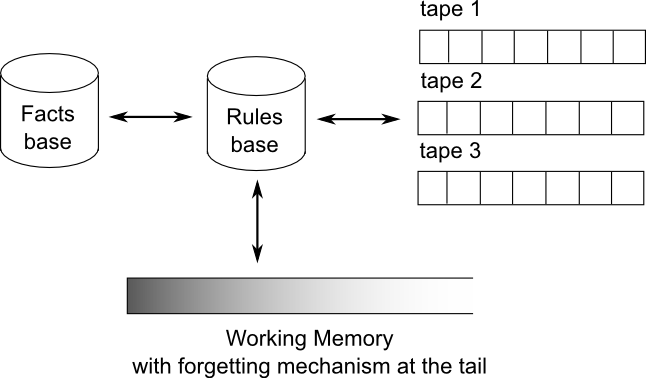 tape 1
tape 2
Facts
base
Rules
base
tape 3
Working Memory
with forgetting mechanism at the tail